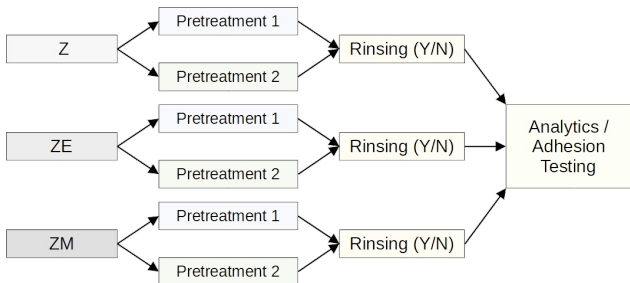 Z
Pretreatment 1
Pretreatment 2
Rinsing (Y/N)
ZE
Pretreatment 1
Pretreatment 2
Rinsing (Y/N)
ZM
Pretreatment 1
Pretreatment 2
Rinsing (Y/N)
Analytics /
Adhesion
Testing